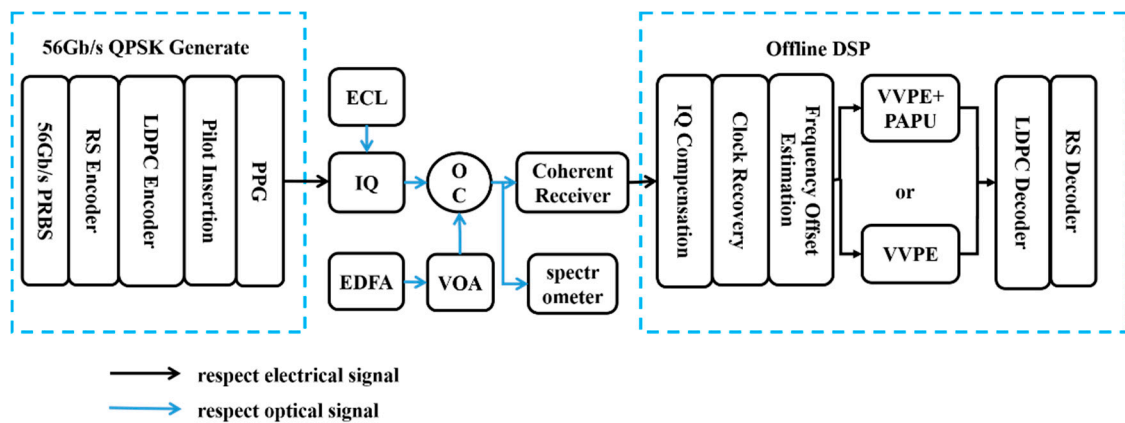 56Gb/s QPSK Generate
56Gb/s PRBS
RS Encoder
LDPC Encoder
Pilot Insertion
PPG
ECL
IQ
EDFA
VOA
O
C
Coherent
Receiver
spectr
ometer
Offline DSP
IQ Compensation
Clock Recovery
Frequency Offset
Estimation
VVPE+
PAPU
or
VVPE
LDPC Decoder
RS Decoder
respect electrical signal
respect optical signal